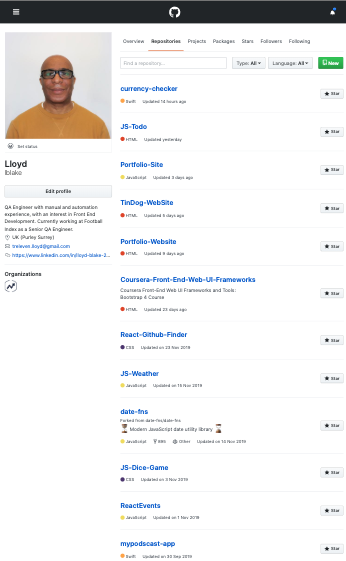 Overview Repositories Projects Packages Stars Followers Following
Find a repository...
Type: All
Language: All
New
Set status
Lloyd
lblake
Edit profile
QA Engineer with manual and automation
experience, with an interest in Front End
Development. Currently working at Football
Index as a Senior QA Engineer.
UK (Purley Surrey)
treleven.lloyd@gmail.com
https://www.linkedin.com/in/lloyd-blake-2...
Organizations
currency-checker
Swift Updated 14 hours ago
Star
JS-Todo
HTML Updated yesterday
Star
Portfolio-Site
JavaScript Updated 3 days ago
Star
TinDog-WebSite
HTML Updated 6 days ago
Star
Portfolio-Website
HTML Updated 8 days ago
Star
Coursera-Front-End-Web-UI-Frameworks
Coursera Front-End Web UI Frameworks and Tools:
Bootstrap 4 Course
HTML Updated 23 days ago
Star
React-Github-Finder
CSS Updated on 23 Nov 2019
Star
JS-Weather
JavaScript Updated on 15 Nov 2019
Star
date-fns
Forked from date-fns/date-fns
Modern JavaScript date utility library
JavaScript Other Updated on 14 Nov 2019
Star
JS-Dice-Game
CSS Updated on 3 Nov 2019
Star
ReactEvents
JavaScript Updated on 1 Nov 2019
Star
mypodscast-app
Swift Updated on 30 Sep 2019
Star